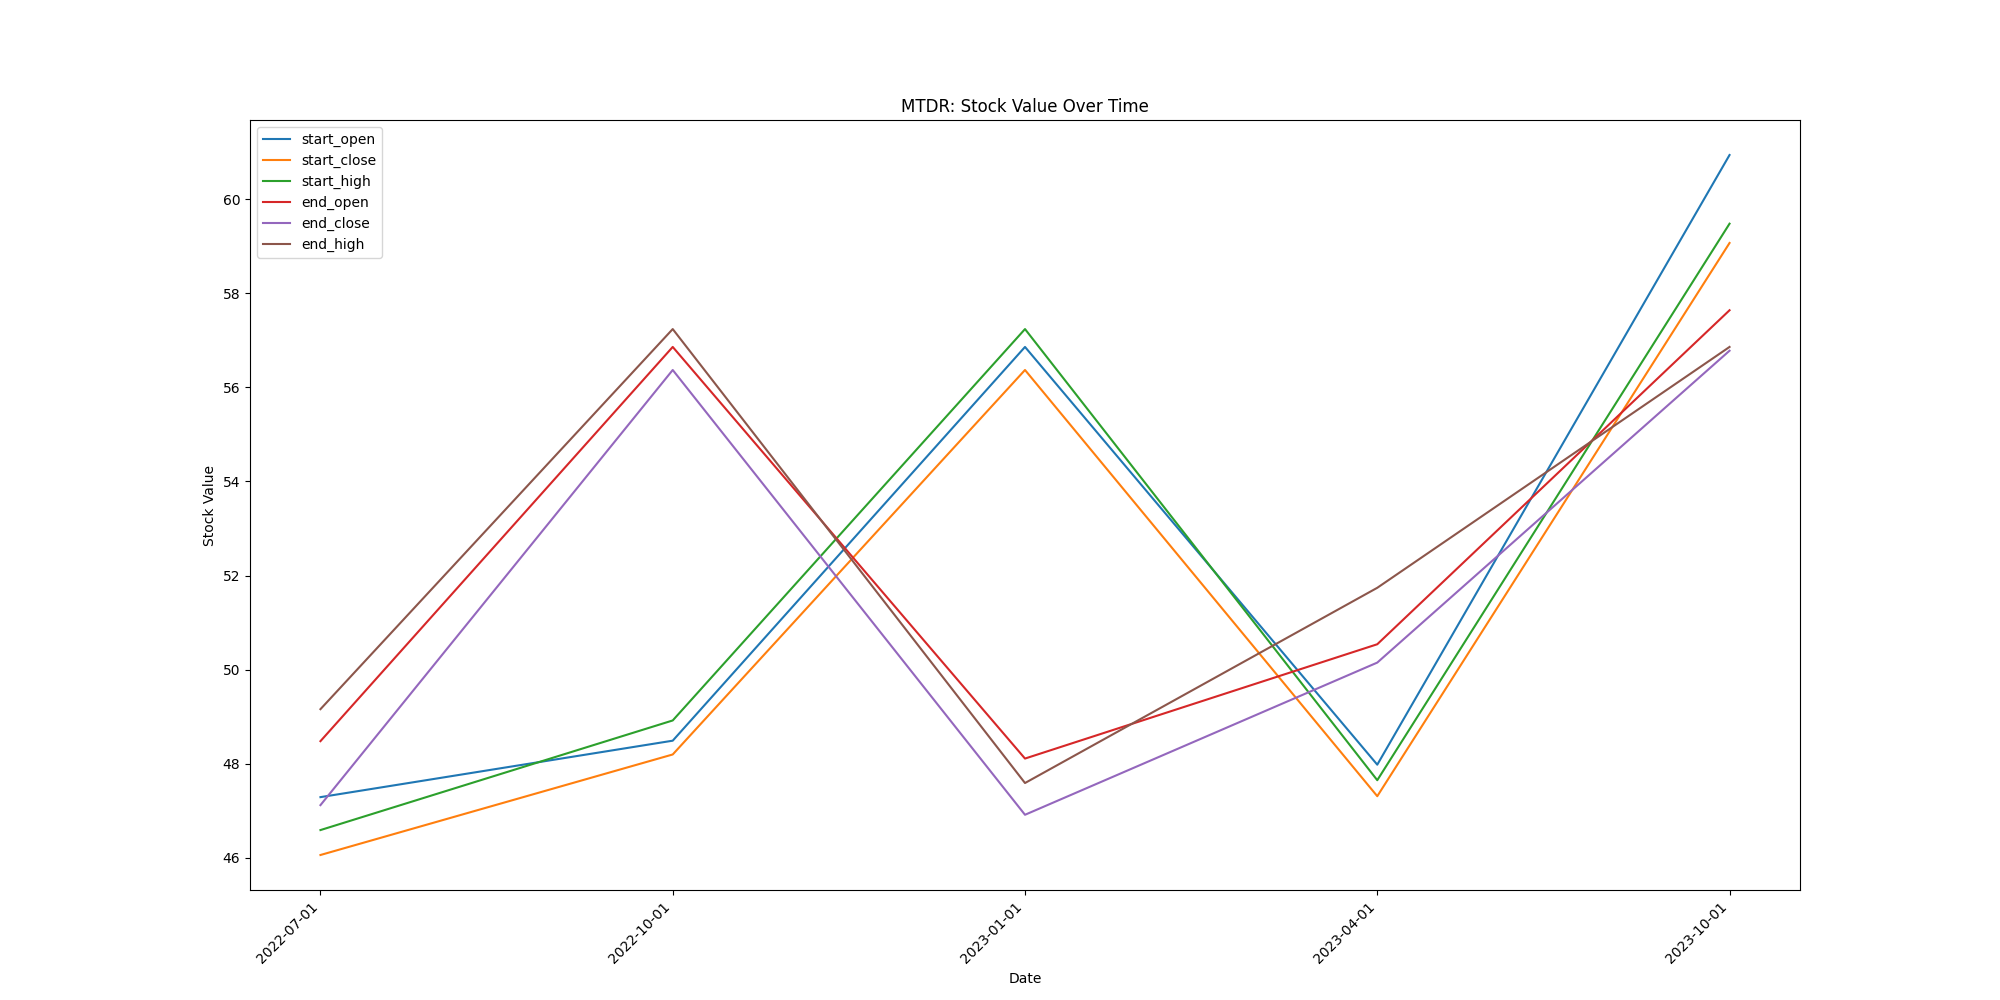 MTDR: Stock Value Over Time
start_open
start_close
start_high
end_open
end_close
end_high
60
58
56
54
52
50
48
46
Stock Value
2022-07-01
2022-10-01
2023-01-01
2023-04-01
2023-10-01
Date